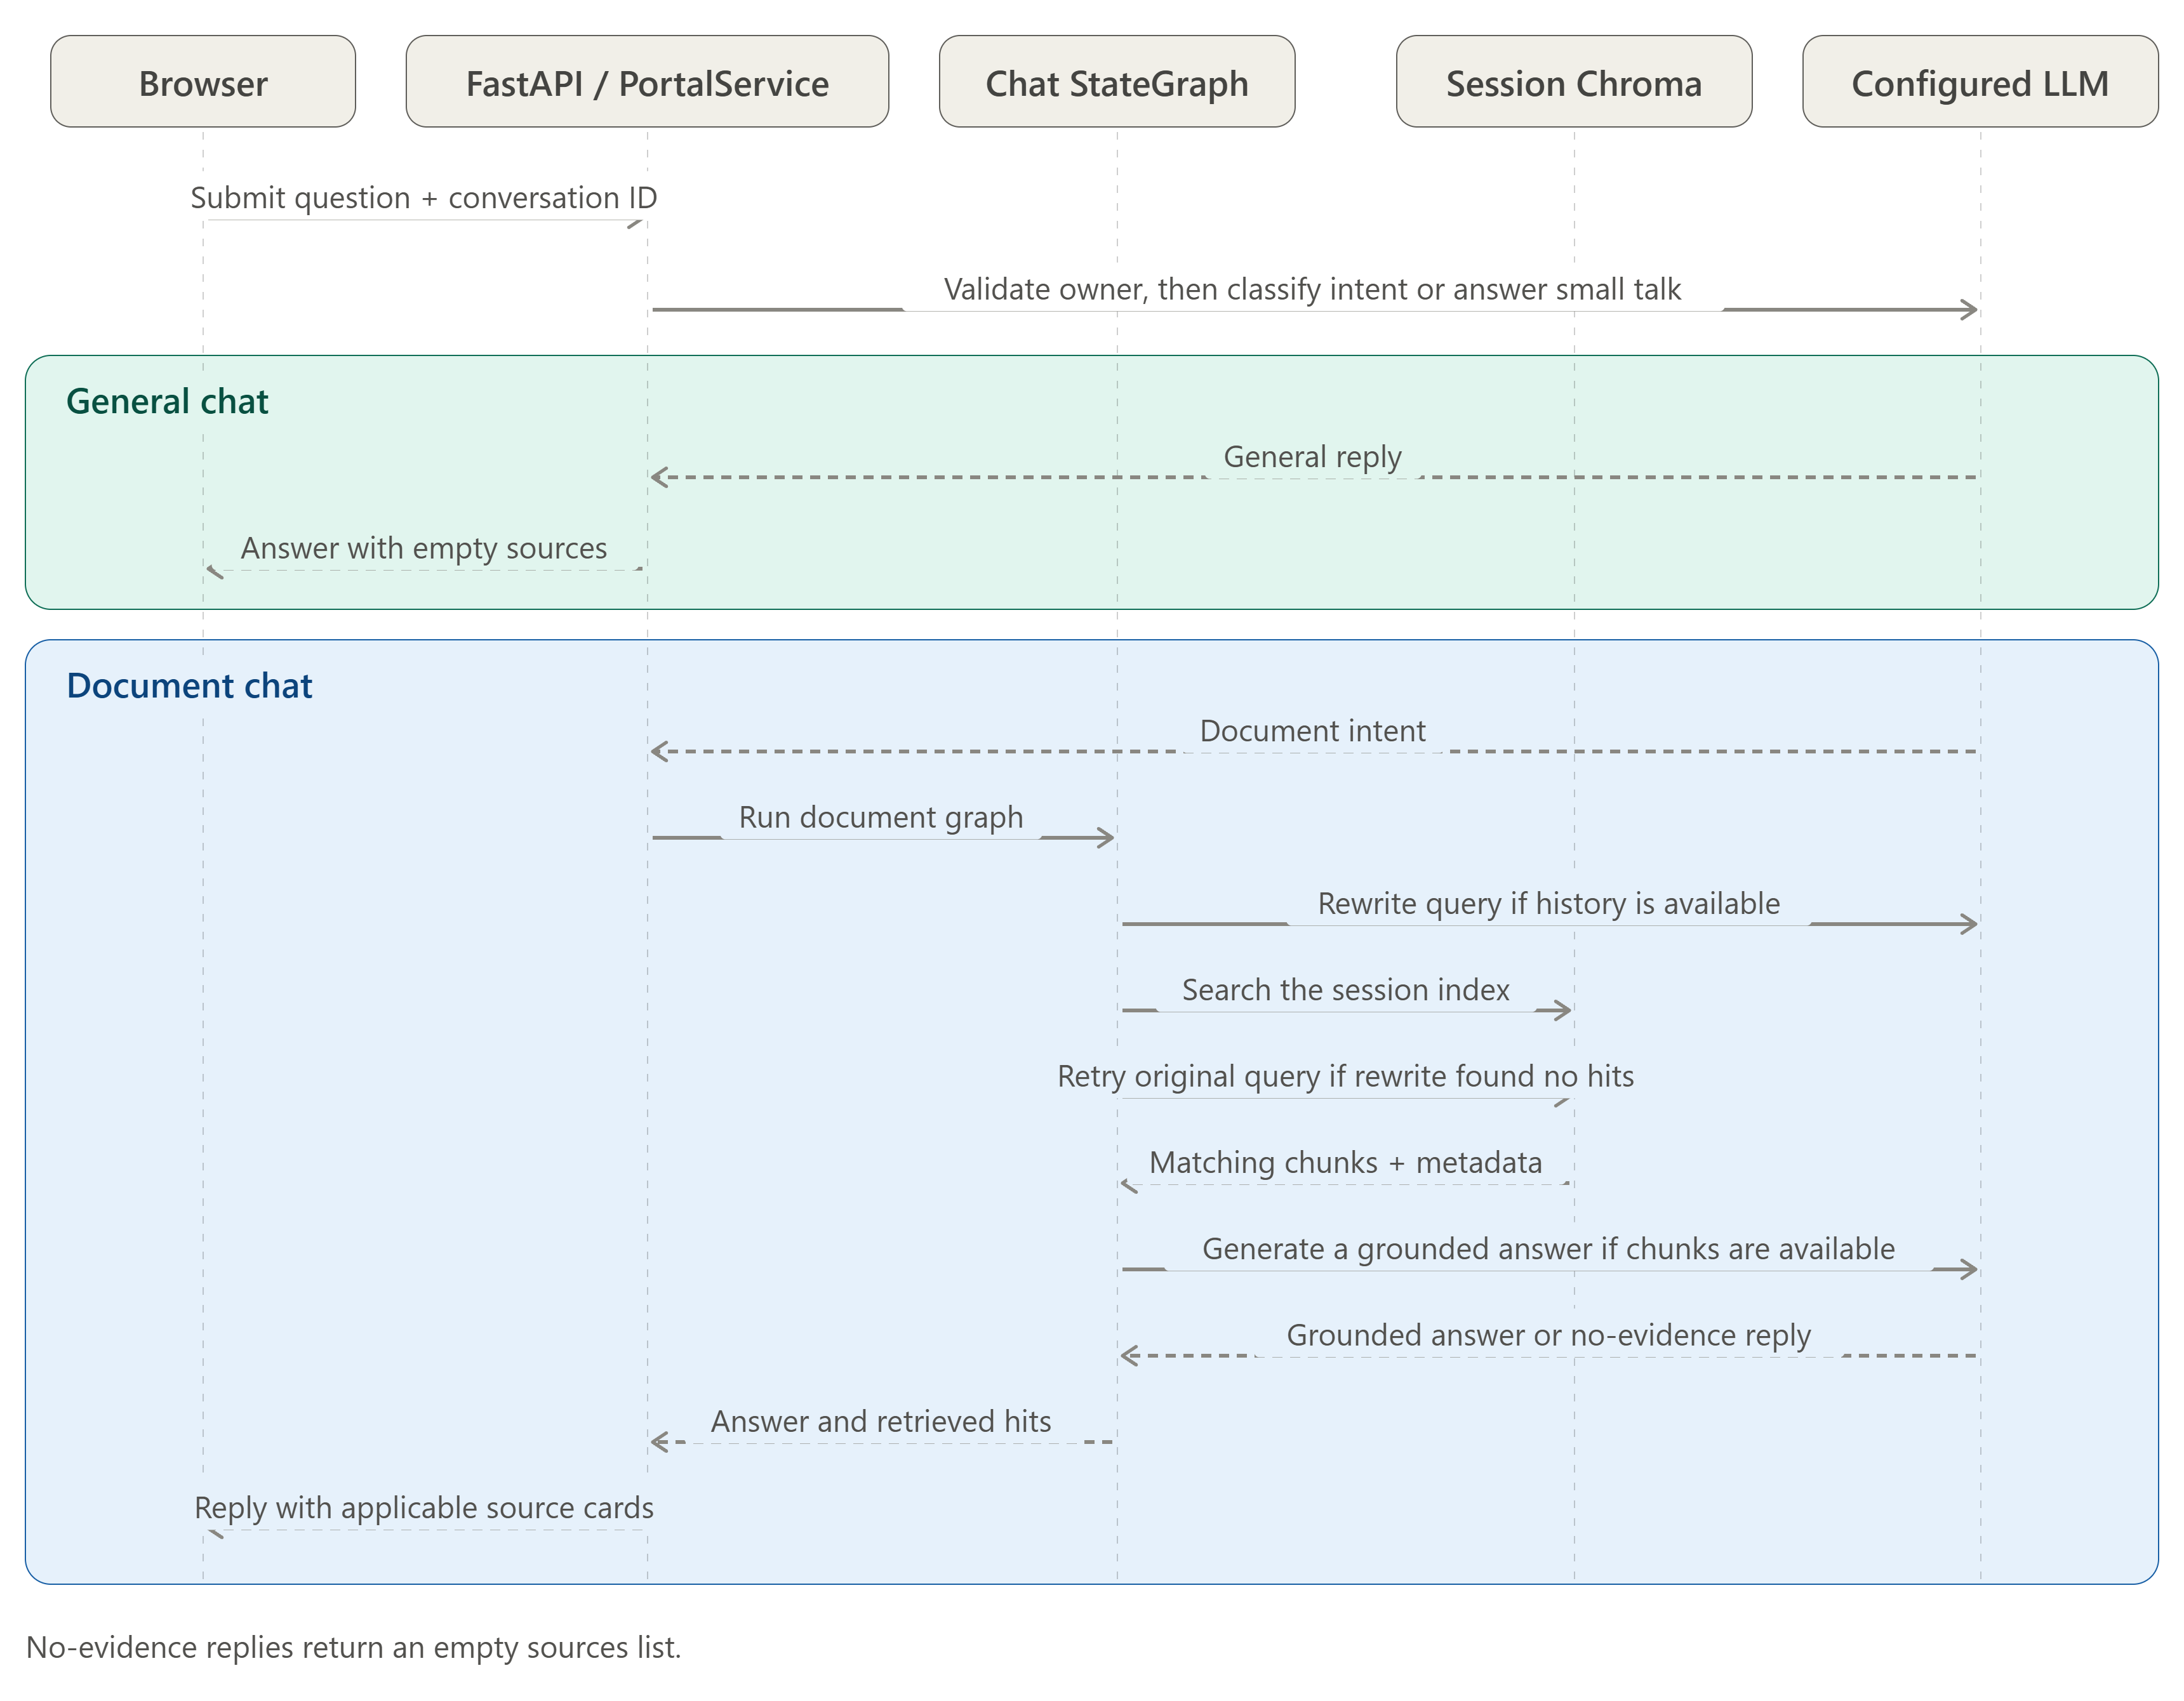 Browser
FastAPI / PortalService
Chat StateGraph
Session Chroma
Configured LLM
Submit question + conversation ID
Validate owner, then classify intent or answer small talk
General chat
General reply
Answer with empty sources
Document chat
Document intent
Run document graph
Rewrite query if history is available
Search the session index
Retry original query if rewrite found no hits
Matching chunks + metadata
Generate a grounded answer if chunks are available
Grounded answer or no-evidence reply
Answer and retrieved hits
Reply with applicable source cards
No-evidence replies return an empty sources list.